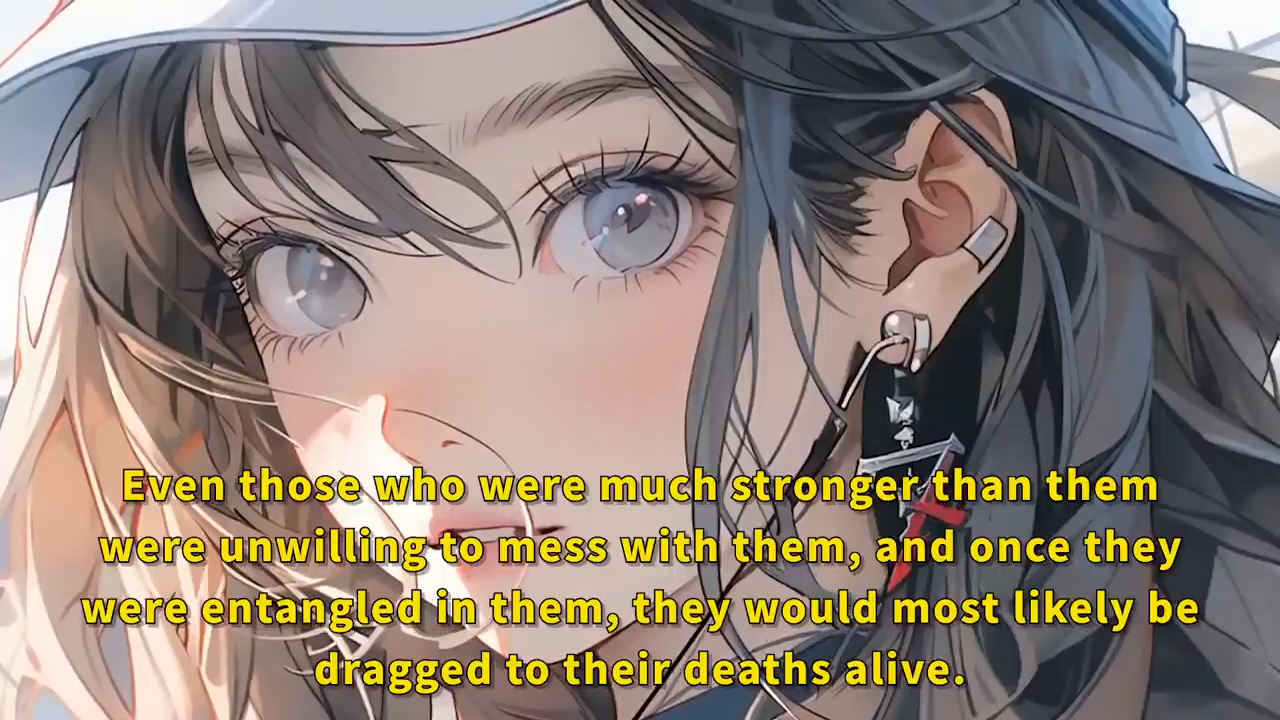 Even those who were much stronger than them
were unwilling to mess with them, and once they
were entangled in them, they would most likely be
dragged to their deaths alive.